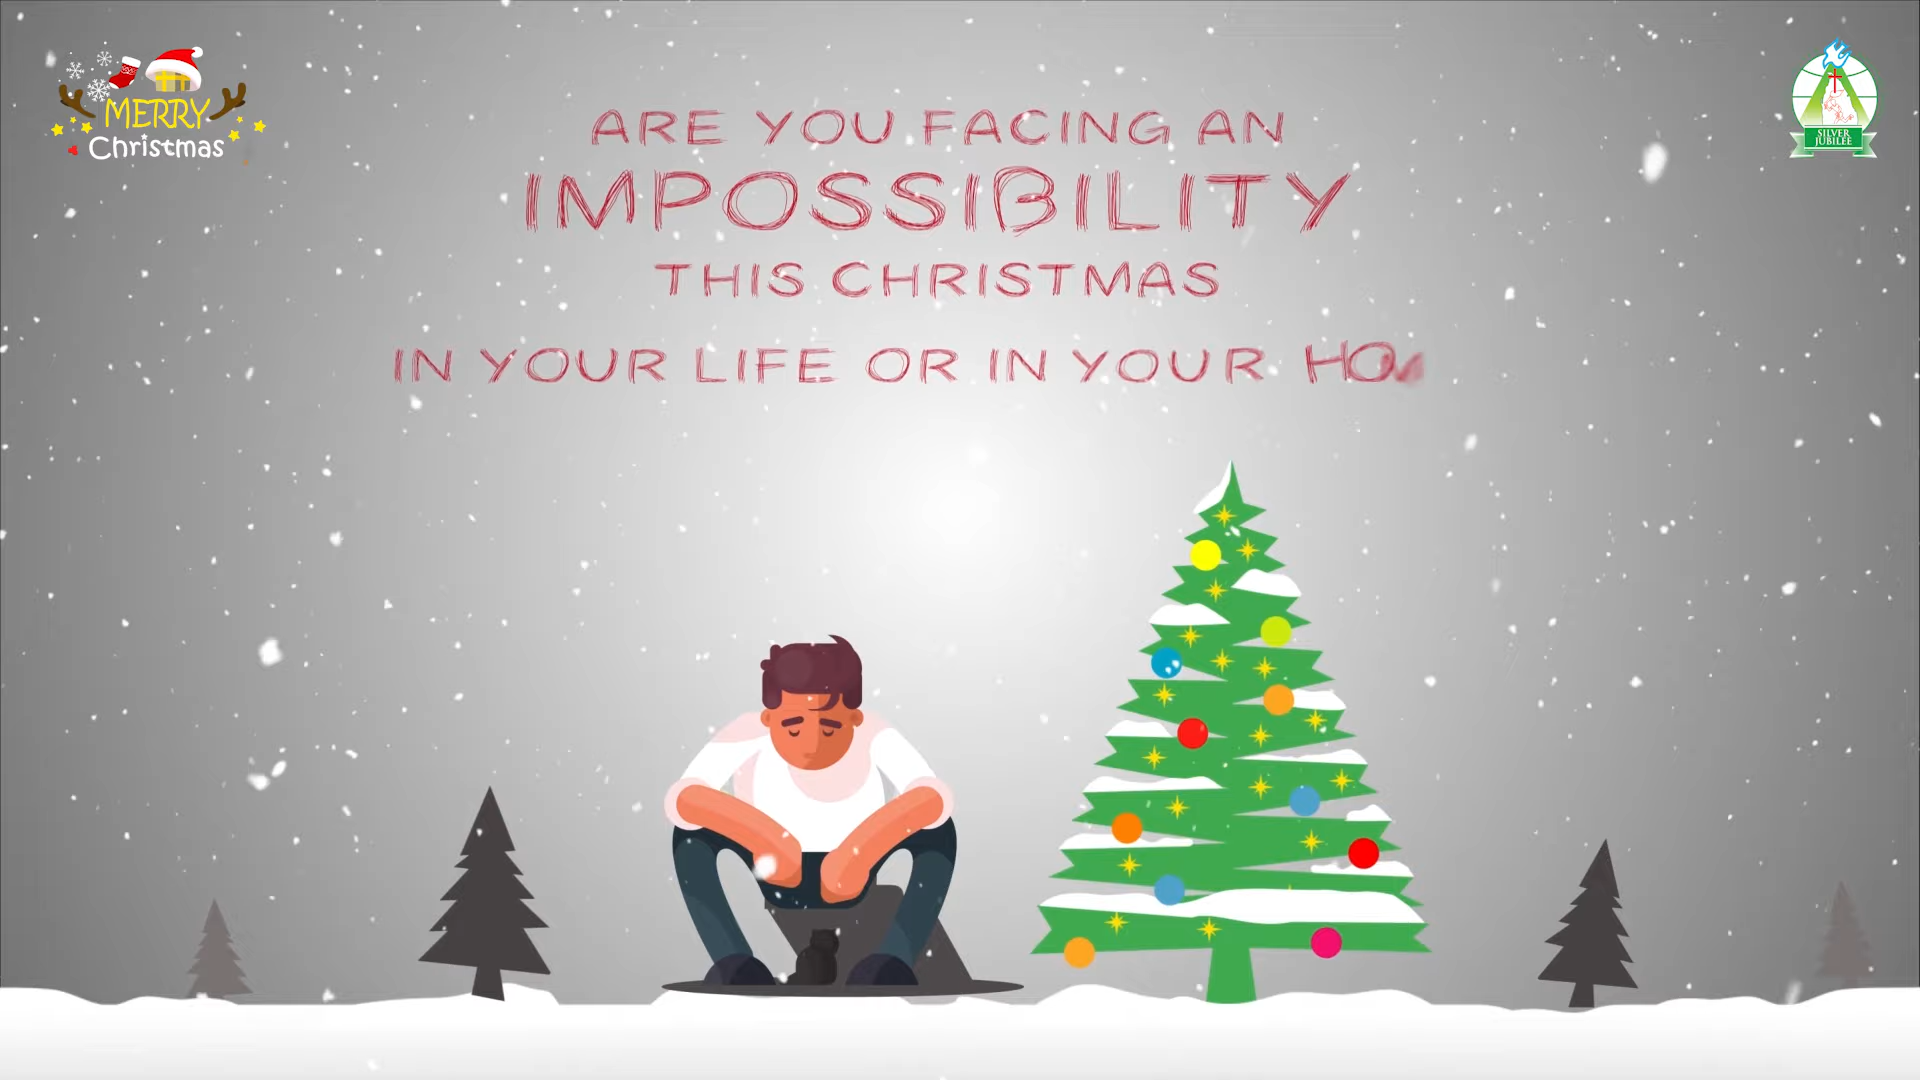 MERRY
Christmas
SILVER
JUBILEE
ARE YOU FACING AN
IMPOSSIBILITY
THIS CHRISTMAS
IN YOUR LIFE OR IN YOUR